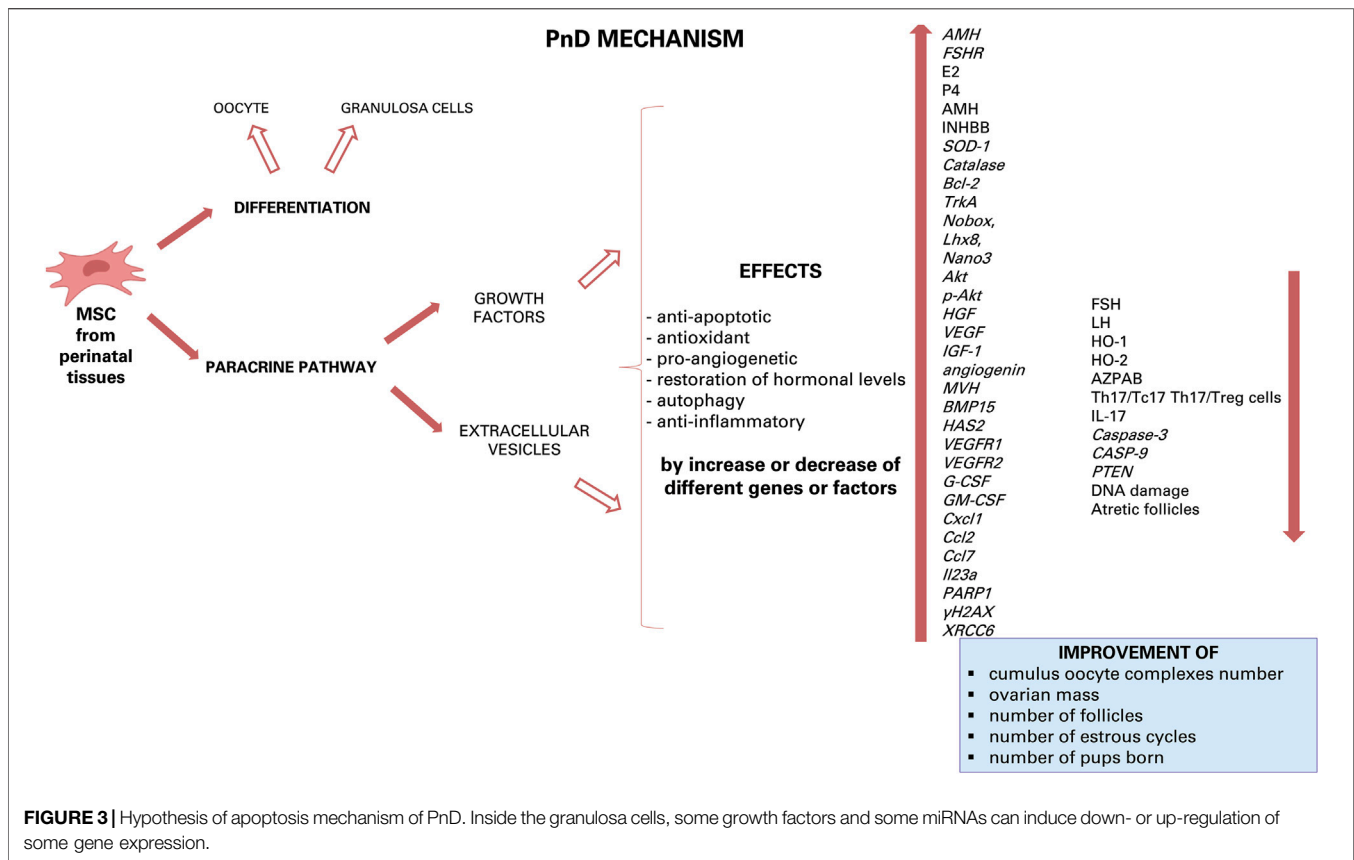 PnD MECHANISM
OOCYTE
GRANULOSA CELLS
DIFFERENTIATION
MSC
from
perinatal
tissues
PARACRINE PATHWAY
GROWTH
FACTORS
EXTRACELLULAR
VESICLES
EFFECTS
- anti-apoptotic
- antioxidant
- pro-angiogenetic
- restoration of hormonal levels
- autophagy
- anti-inflammatory
by increase or decrease of
different genes or factors
AMH
FSHR
E2
P4
AMH
INHBB
SOD-1
Catalase
Bcl-2
TrkA
Nobox,
Lhx8,
Nano3
Akt
p-Akt
HGF
VEGF
IGF-1
angiogenin
MVH
BMP15
HAS2
VEGFR1
VEGFR2
G-CSF
GM-CSF
Cxcl1
Ccl2
Ccl7
Il23a
PARP1
γH2AX
XRCC6
FSH
LH
HO-1
HO-2
AZPAB
Th17/Tc17 Th17/Treg cells
IL-17
Caspase-3
CASP-9
PTEN
DNA damage
Atretic follicles
IMPROVEMENT OF
▪ cumulus oocyte complexes number
▪ ovarian mass
▪ number of follicles
▪ number of estrous cycles
▪ number of pups born
FIGURE 3 | Hypothesis of apoptosis mechanism of PnD. Inside the granulosa cells, some growth factors and some miRNAs can induce down- or up-regulation of
some gene expression.